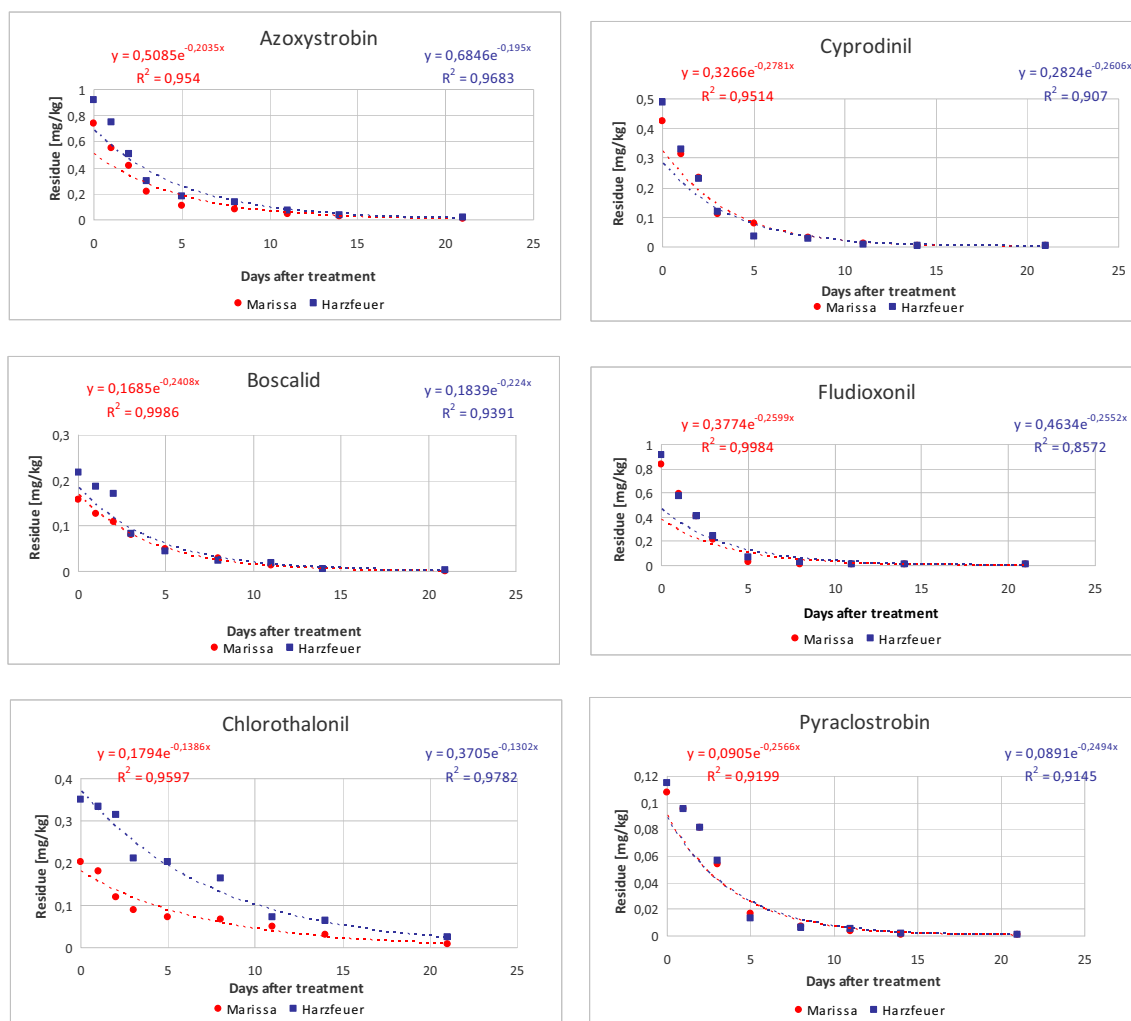 Azoxystrobin
y = 0,5085e^-0,2035x
R² = 0,954
y = 0,6846e^-0,195x
R² = 0,9683
Residue [mg/kg]
1
0,8
0,6
0,4
0,2
0
0 5 10 15 20 25
Days after treatment
Marissa Harzfeuer
Cyprodinil
y = 0,3266e^-0,2781x
R² = 0,9514
y = 0,2824e^-0,2606x
R² = 0,907
Residue [mg/kg]
0,5
0,4
0,3
0,2
0,1
0
0 5 10 15 20 25
Days after treatment
Marissa Harzfeuer
Boscalid
y = 0,1685e^-0,2408x
R² = 0,9986
y = 0,1839e^-0,224x
R² = 0,9391
Residue [mg/kg]
0,3
0,2
0,1
0
0 5 10 15 20 25
Days after treatment
Marissa Harzfeuer
Fludioxonil
y = 0,3774e^-0,2599x
R² = 0,9984
y = 0,4634e^-0,2552x
R² = 0,8572
Residue [mg/kg]
1
0,8
0,6
0,4
0,2
0
0 5 10 15 20 25
Days after treatment
Marissa Harzfeuer
Chlorothalonil
y = 0,1794e^-0,1386x
R² = 0,9597
y = 0,3705e^-0,1302x
R² = 0,9782
Residue [mg/kg]
0,4
0,3
0,2
0,1
0
0 5 10 15 20 25
Days after treatment
Marissa Harzfeuer
Pyraclostrobin
y = 0,0905e^-0,2566x
R² = 0,9199
y = 0,0891e^-0,2494x
R² = 0,9145
Residue [mg/kg]
0,12
0,1
0,08
0,06
0,04
0,02
0
0 5 10 15 20 25
Days after treatment
Marissa Harzfeuer